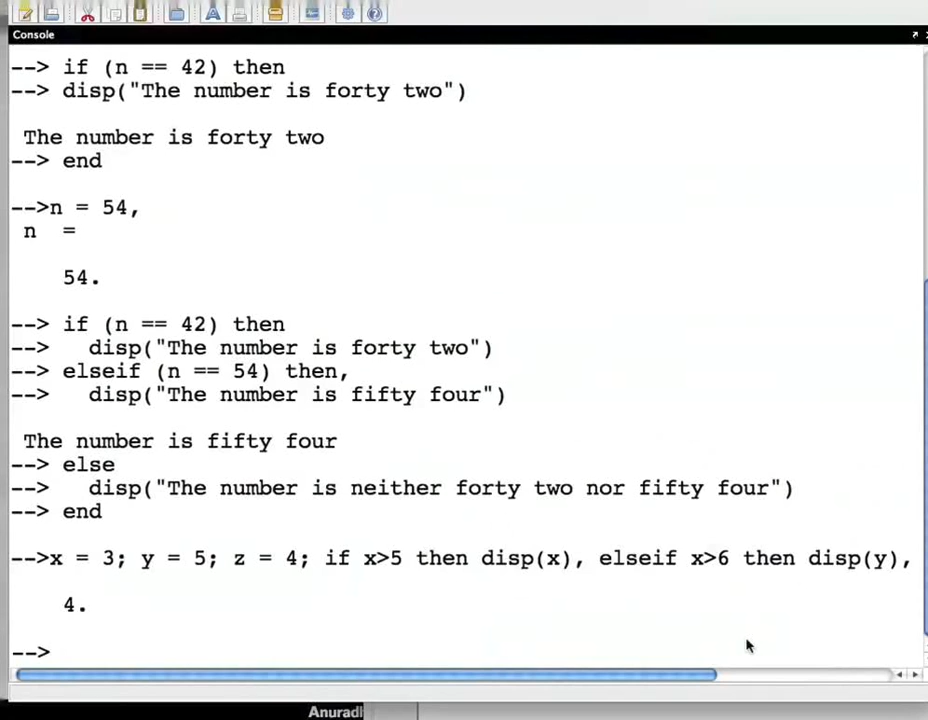 Console
--> if (n == 42) then
--> disp("The number is forty two")
The number is forty two
--> end
-->n = 54,
n  =
54.
--> if (n == 42) then
-->   disp("The number is forty two")
--> elseif (n == 54) then,
-->   disp("The number is fifty four")
The number is fifty four
--> else
-->   disp("The number is neither forty two nor fifty four")
--> end
-->x = 3; y = 5; z = 4; if x>5 then disp(x), elseif x>6 then disp(y),
4.
-->